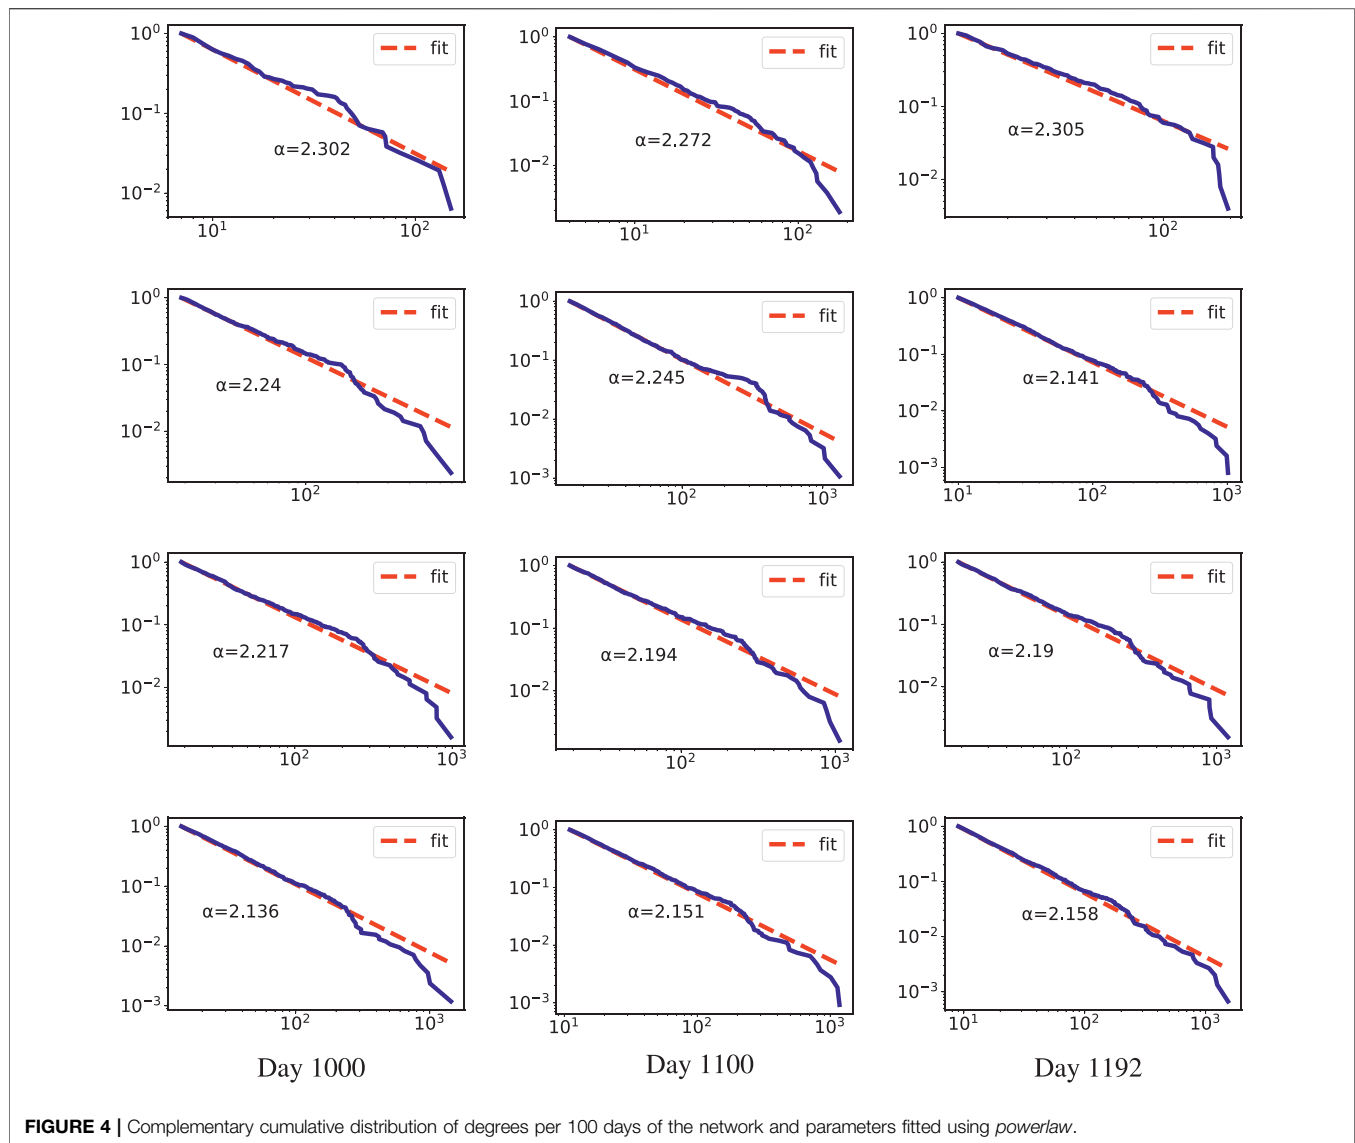 10⁰
10⁻¹
10⁻²
10¹
10²
fit
α=2.302
10⁰
10⁻¹
10⁻²
10¹
10²
fit
α=2.272
10⁰
10⁻¹
10⁻²
10²
fit
α=2.305
10⁰
10⁻¹
10⁻²
10²
fit
α=2.24
10⁰
10⁻¹
10⁻²
10⁻³
10²
10³
fit
α=2.245
10⁰
10⁻¹
10⁻²
10⁻³
10¹
10²
10³
fit
α=2.141
10⁰
10⁻¹
10⁻²
10²
10³
fit
α=2.217
10⁰
10⁻¹
10⁻²
10²
10³
fit
α=2.194
10⁰
10⁻¹
10⁻²
10²
10³
fit
α=2.19
10⁰
10⁻¹
10⁻²
10⁻³
10²
10³
fit
α=2.136
10⁰
10⁻¹
10⁻²
10⁻³
10¹
10²
10³
fit
α=2.151
10⁰
10⁻¹
10⁻²
10⁻³
10¹
10²
10³
fit
α=2.158
Day 1000
Day 1100
Day 1192
FIGURE 4 | Complementary cumulative distribution of degrees per 100 days of the network and parameters fitted using powerlaw.